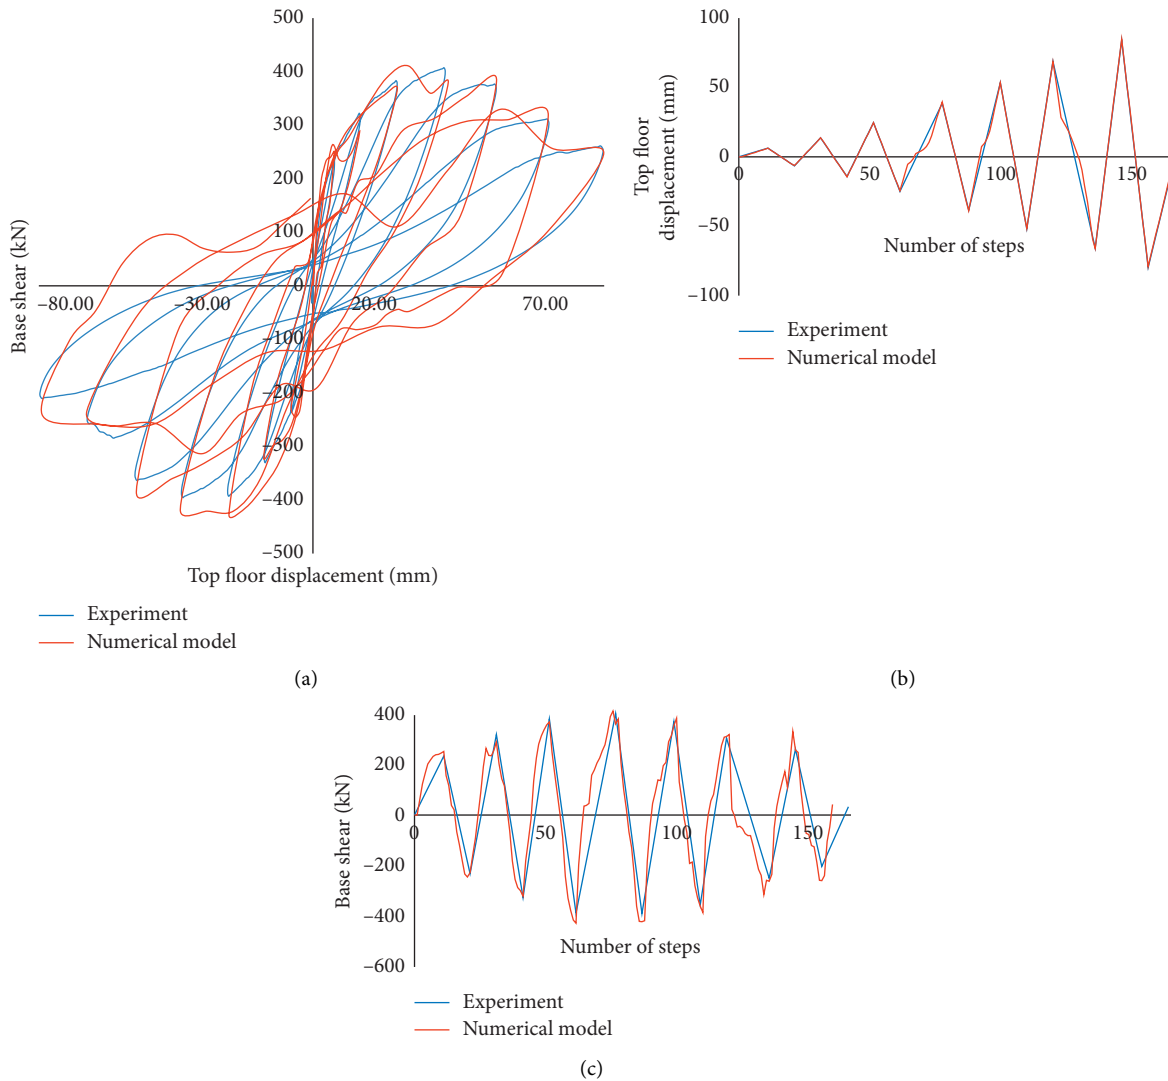 500
400
300
200
100
0
–100
–200
–300
–400
–500
–80.00
–30.00
20.00
70.00
Base shear (kN)
Top floor displacement (mm)
Experiment
Numerical model
(a)
100
50
0
–50
–100
0
50
100
150
Top floor
displacement (mm)
Number of steps
Experiment
Numerical model
(b)
400
200
0
–200
–400
–600
0
50
100
150
Base shear (kN)
Number of steps
Experiment
Numerical model
(c)